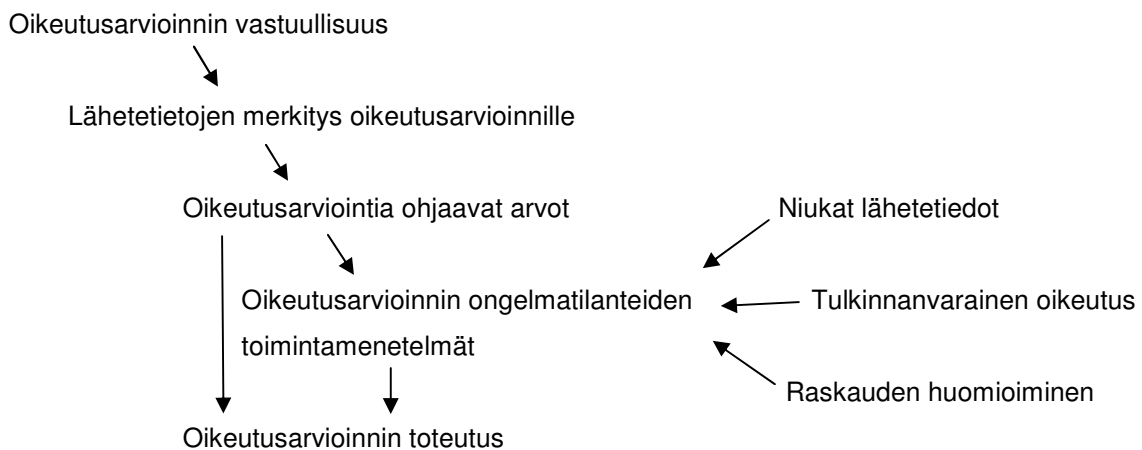 Oikeutusarvioinnin vastuullisuus
Lähetetietojen merkitys oikeutusarvioinnille
Oikeutusarviointia ohjaavat arvot
Niukat lähetetiedot
Oikeutusarvioinnin ongelmatilanteiden
Tulkinnanvarainen oikeutus
toimintamenetelmät
Raskauden huomioiminen
Oikeutusarvioinnin toteutus